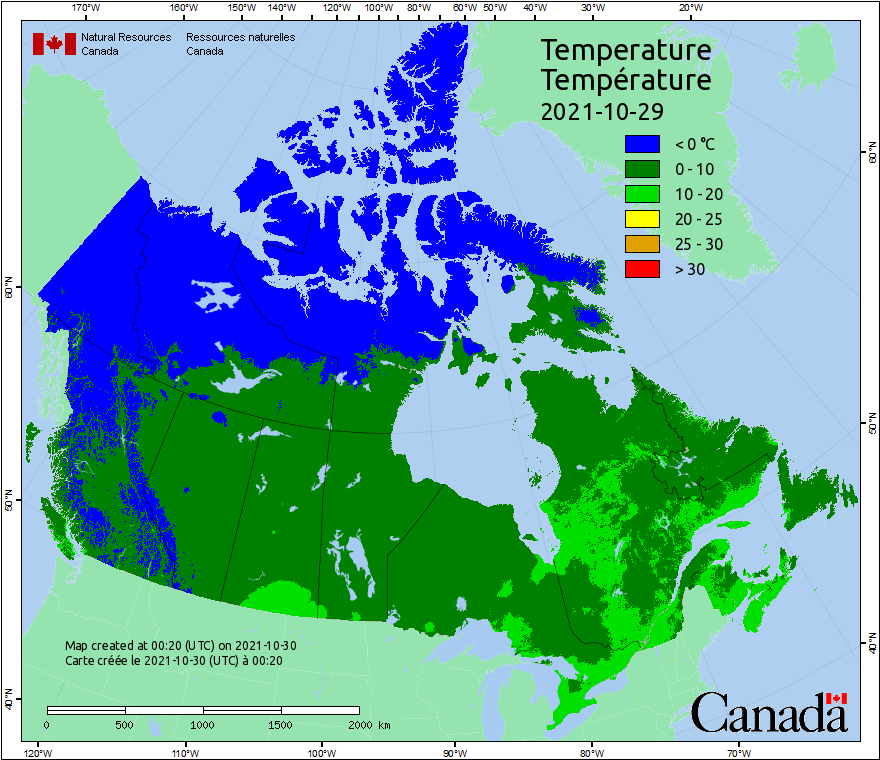 170°W 160°W 150°W 140°W 130°W 120°W 110°W 100°W 90°W 80°W 60°W 50°W 40°W 30°W 20°W
Natural Resources Ressources naturelles
Canada Canada
Temperature
Température
2021-10-29
< 0 °C
0 - 10
10 - 20
20 - 25
25 - 30
> 30
60°N
60°N
50°N
50°N
40°N
40°N
Map created at 00:20 (UTC) on 2021-10-30
Carte créée le 2021-10-30 (UTC) à 00:20
0 500 1000 1500 2000 km
Canada
120°W 110°W 100°W 90°W 80°W 70°W